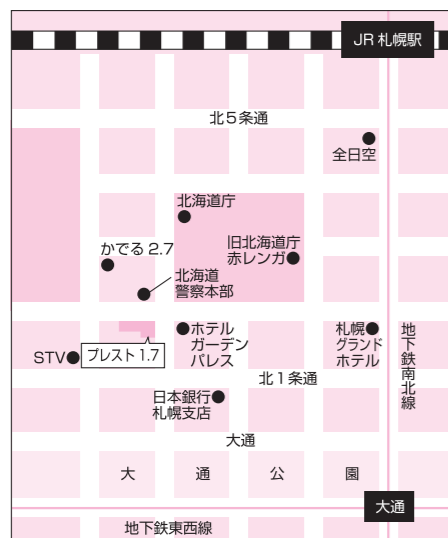 JR 札幌駅
北5条通
全日空
北海道庁
旧北海道庁
赤レンガ
かでる 2.7
北海道
警察本部
ホテル
ガーデン
パレス
札幌
グランド
ホテル
地下鉄南北線
STV
プレスト 1.7
北1条通
日本銀行
札幌支店
大通
大通公園
大通
地下鉄東西線